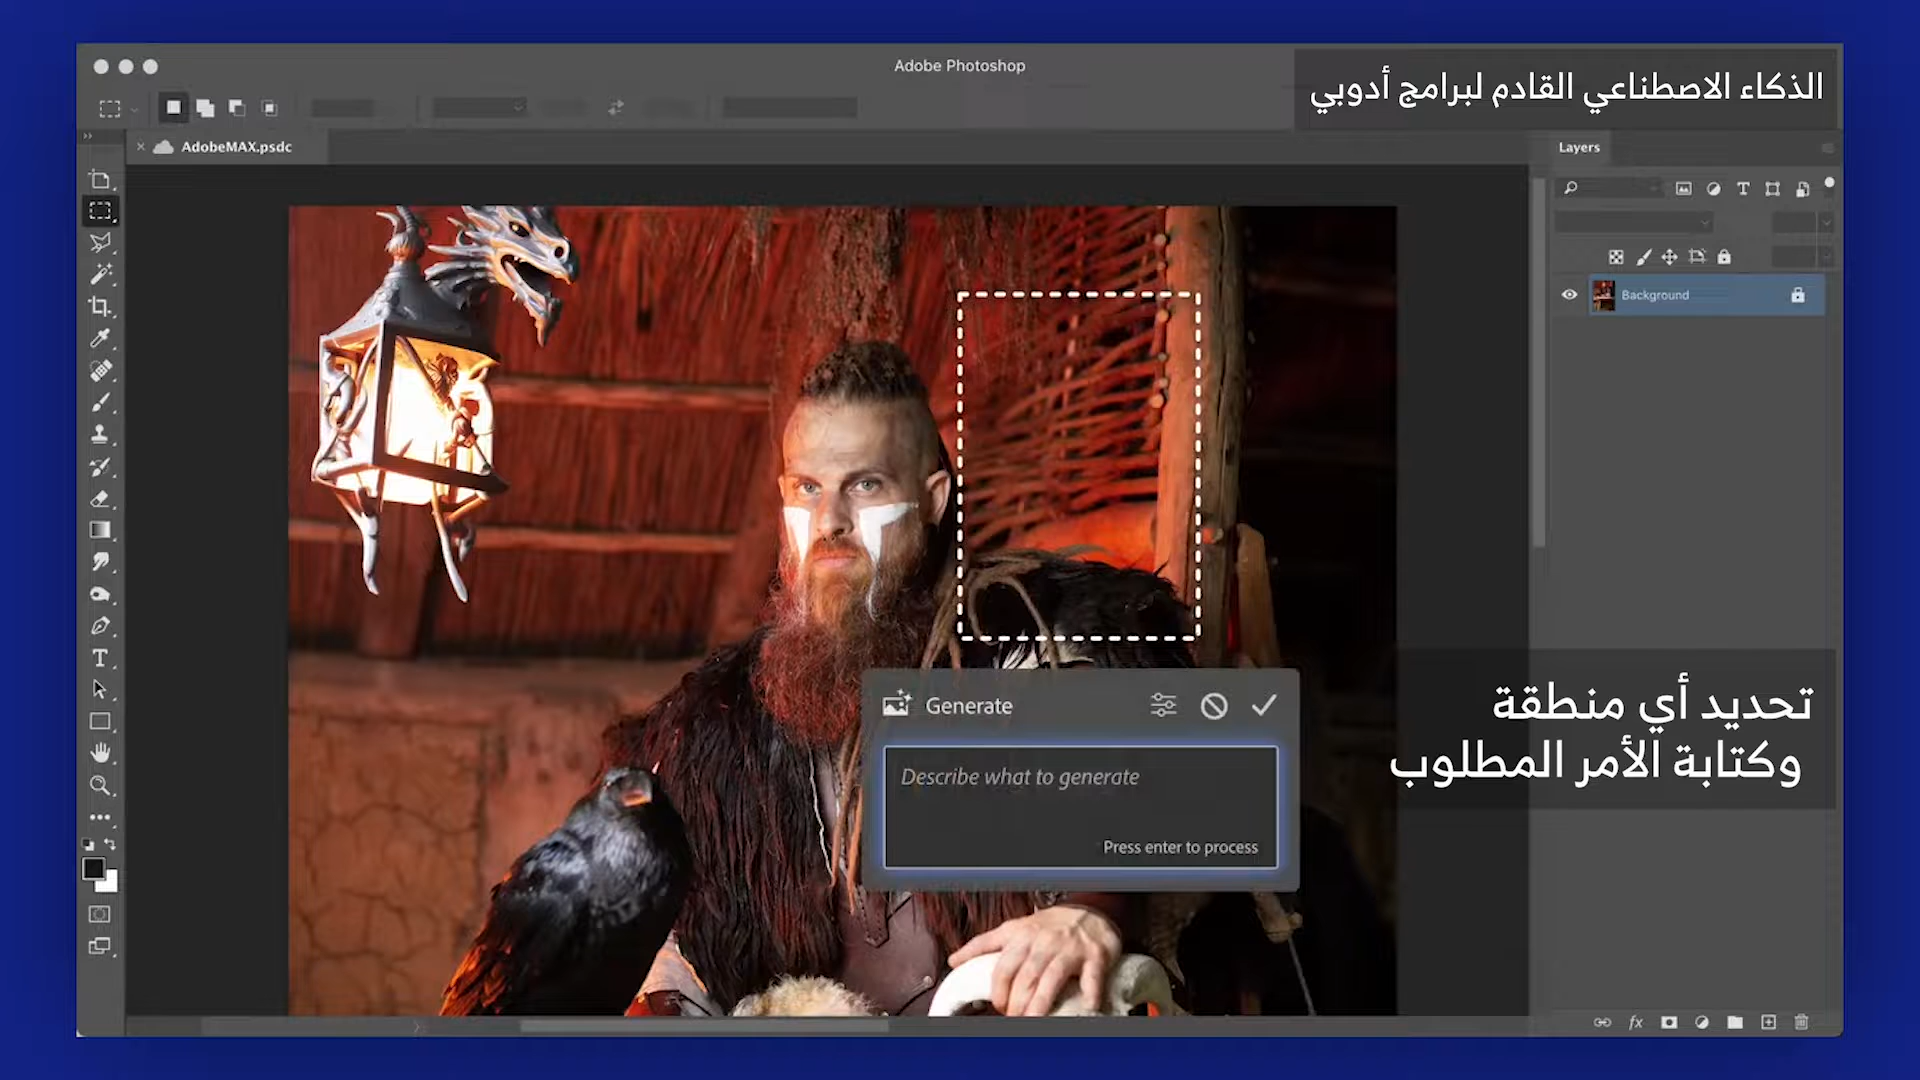 Adobe Photoshop
الذكاء الاصطناعي القادم لبرامج أدوبي
AdobeMAX.psdc
Layers
Background
تحديد أي منطقة
وكتابة الأمر المطلوب
Generate
Describe what to generate
Press enter to process